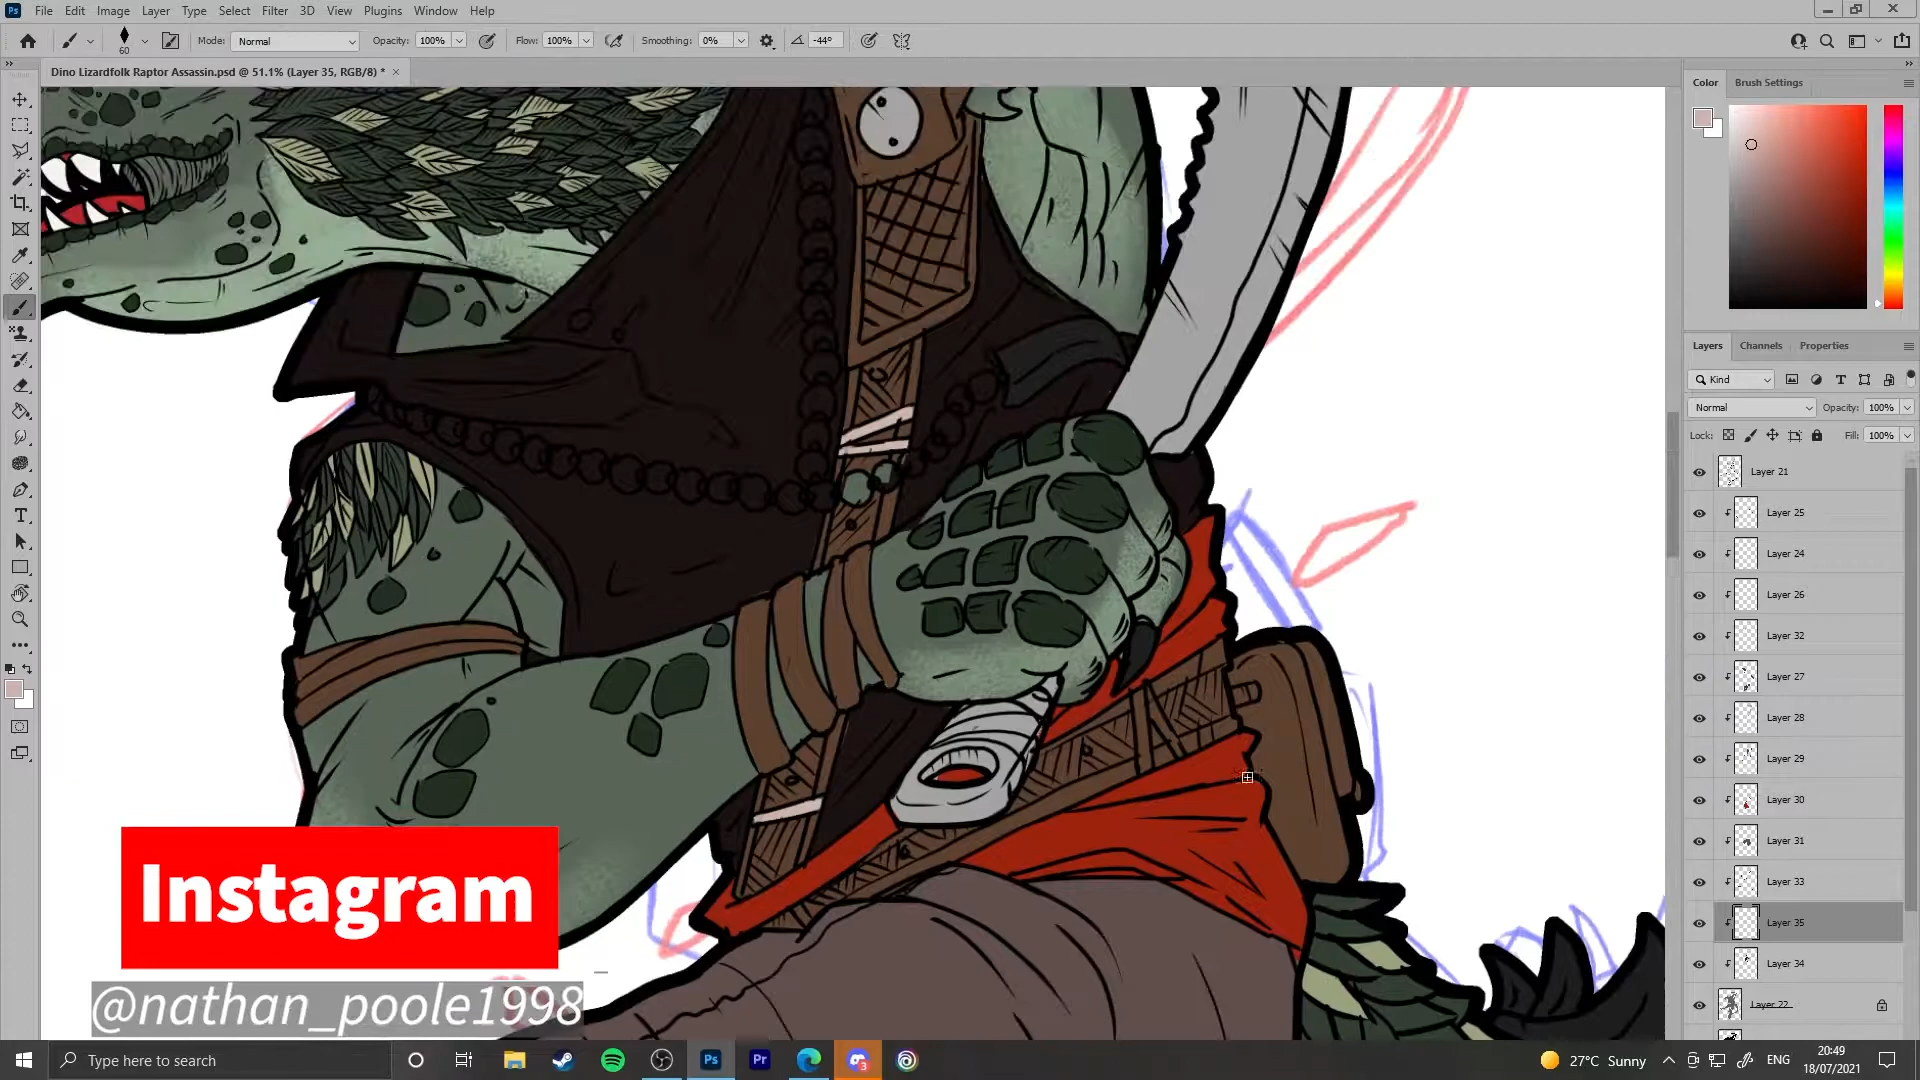 File Edit Image Layer Type Select Filter 3D View Plugins Window Help
60 Mode: Normal Opacity: 100% Flow: 100% Smoothing: 0% -44°
Dino Lizardfolk Raptor Assassin.psd @ 51.1% (Layer 35, RGB/8) *
Color Brush Settings
Layers Channels Properties
Kind
Normal Opacity: 100%
Lock: Fill: 100%
Layer 21
Layer 25
Layer 24
Layer 26
Layer 32
Layer 27
Layer 28
Layer 29
Layer 30
Layer 31
Layer 33
Layer 35
Layer 34
Layer 22
Instagram
@nathan_poole1998
Type here to search
27°C Sunny
ENG
20:49
18/07/2021